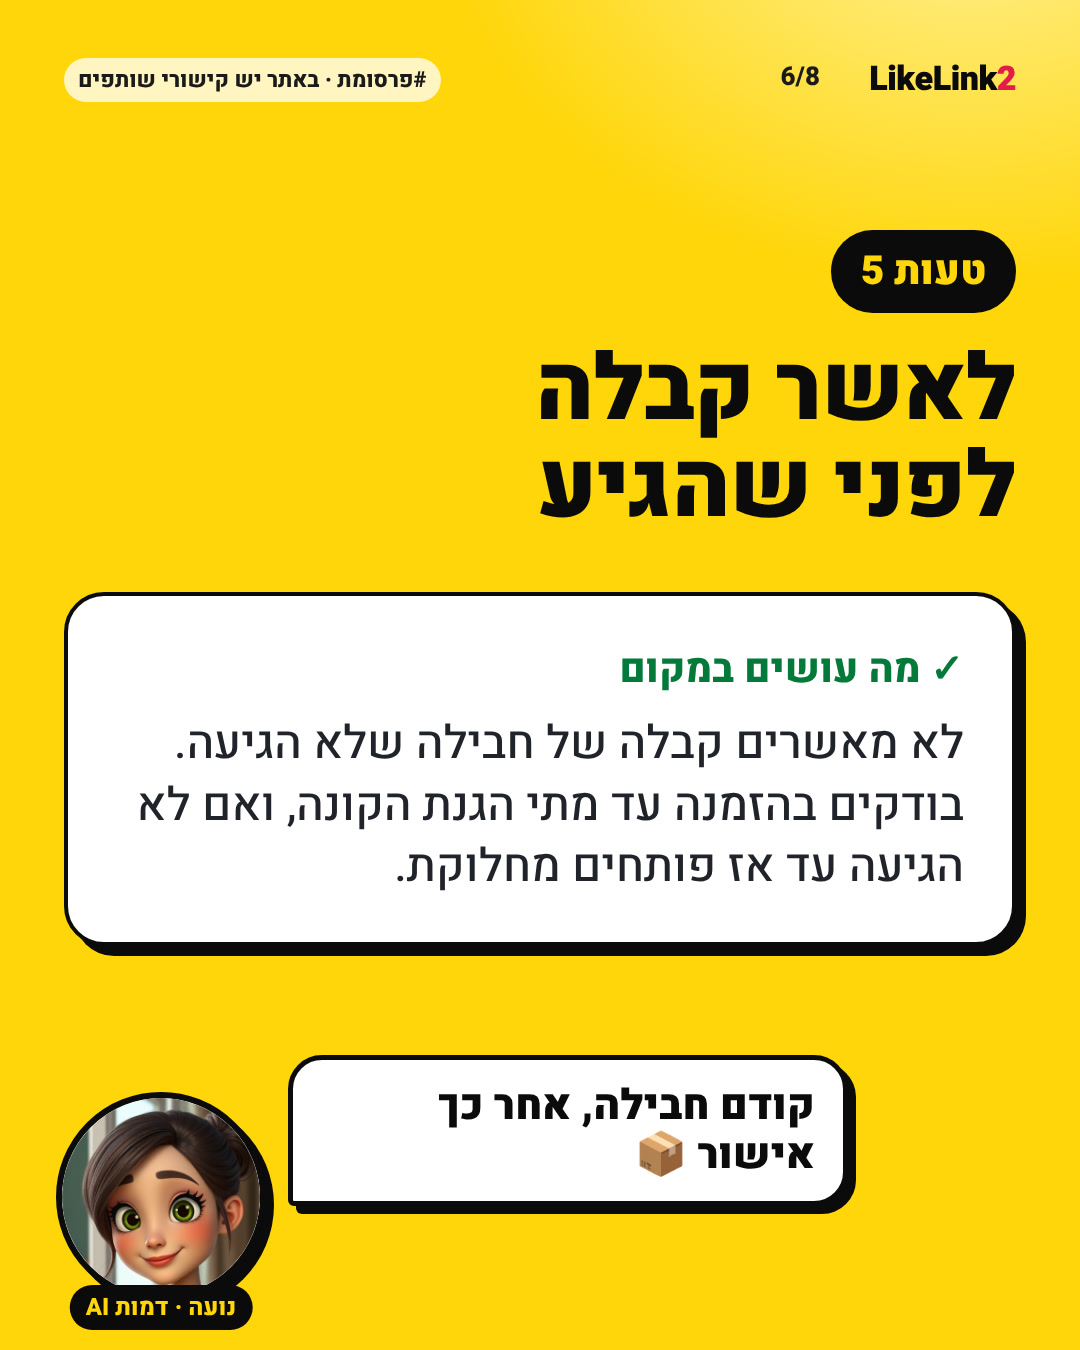 LikeLink2
6/8
#פרסומת · באתר יש קישורי שותפים
טעות 5
לאשר קבלה
לפני שהגיע
✓ מה עושים במקום
לא מאשרים קבלה של חבילה שלא הגיעה.
בודקים בהזמנה עד מתי הגנת הקונה, ואם לא
הגיעה עד אז פותחים מחלוקת.
קודם חבילה, אחר כך
אישור 📦
נועה · דמות AI